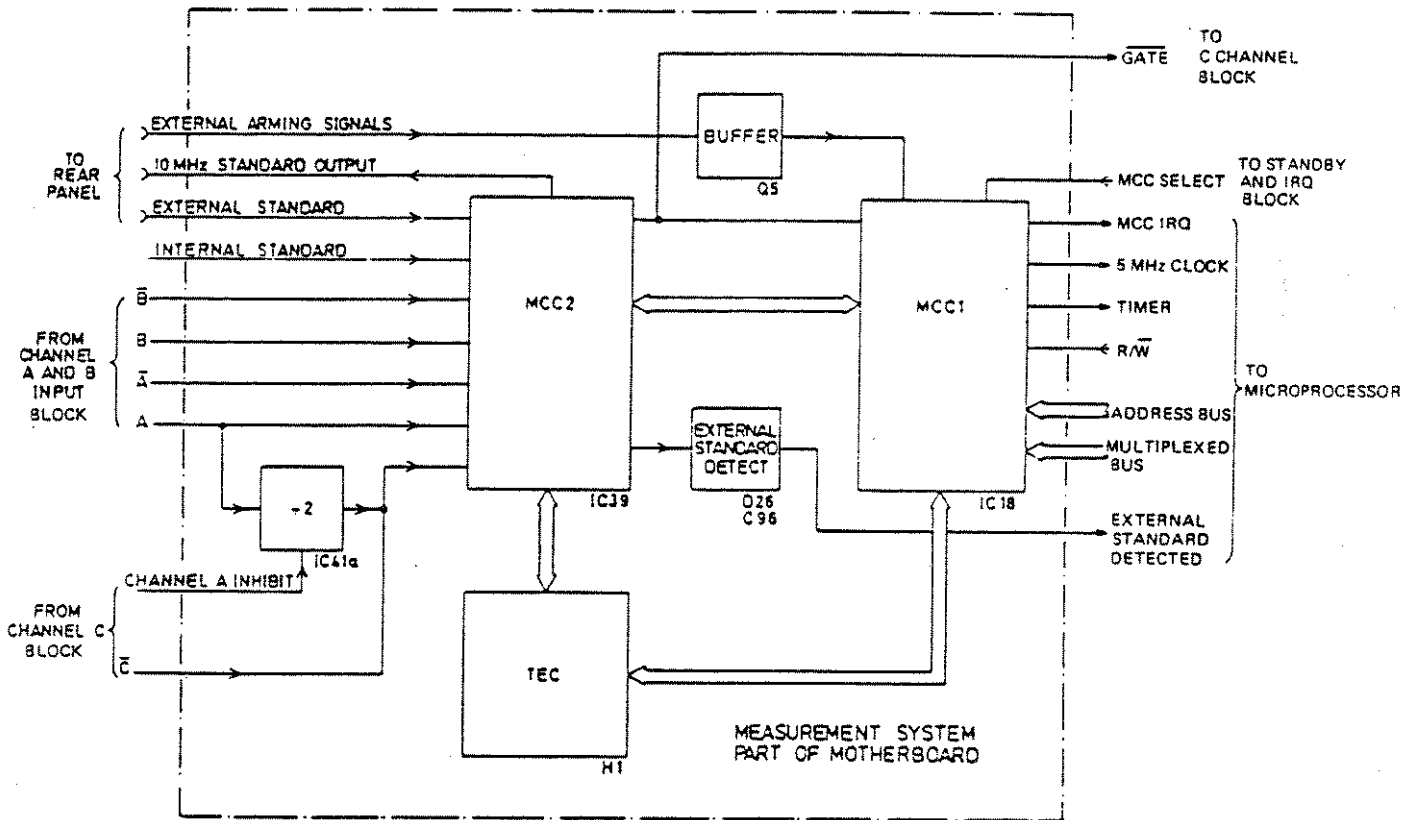 TO
GATE C CHANNEL
BLOCK
EXTERNAL ARMING SIGNALS
BUFFER
Q5
TO
REAR
PANEL
10 MHz STANDARD OUTPUT
EXTERNAL STANDARD
INTERNAL STANDARD
MCC SELECT
TO STANDBY
AND IRQ
BLOCK
MCC IRQ
5 MHz CLOCK
TIMER
R/W̅
ADDRESS BUS
MULTIPLEXED
BUS
TO
MICROPROCESSOR
EXTERNAL
STANDARD
DETECTED
MCC2
IC39
MCC1
IC18
FROM
CHANNEL
A AND B
INPUT
BLOCK
B̅
B
A̅
A
÷2
IC41a
EXTERNAL
STANDARD
DETECT
D26
C96
CHANNEL A INHIBIT
FROM
CHANNEL C
BLOCK
C̅
TEC
H1
MEASUREMENT SYSTEM
PART OF MOTHERBOARD